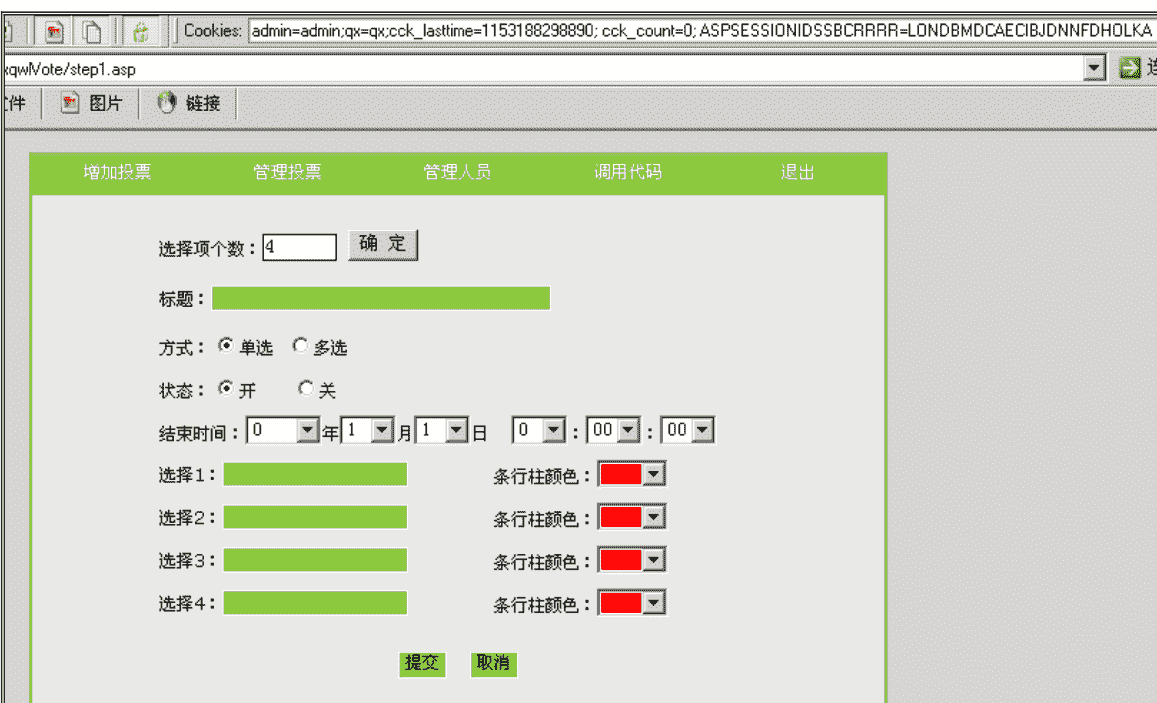 Cookies: admin=admin;qx=qx;cck_lasttime=1153188298890; cck_count=0; ASPSESSIONIDSSBCRRRR=LONDBMDCAECIBJDNNFDHOLKA
Vote/step1.asp
件 图片 链接
增加投票 管理投票 管理人员 调用代码 退出
选择项个数：4 确 定
标题：
方式： 单选 多选
状态： 开 关
结束时间：0 年 1 月 1 日 0 : 00 : 00
选择1： 条行柱颜色：
选择2： 条行柱颜色：
选择3： 条行柱颜色：
选择4： 条行柱颜色：
提交 取消